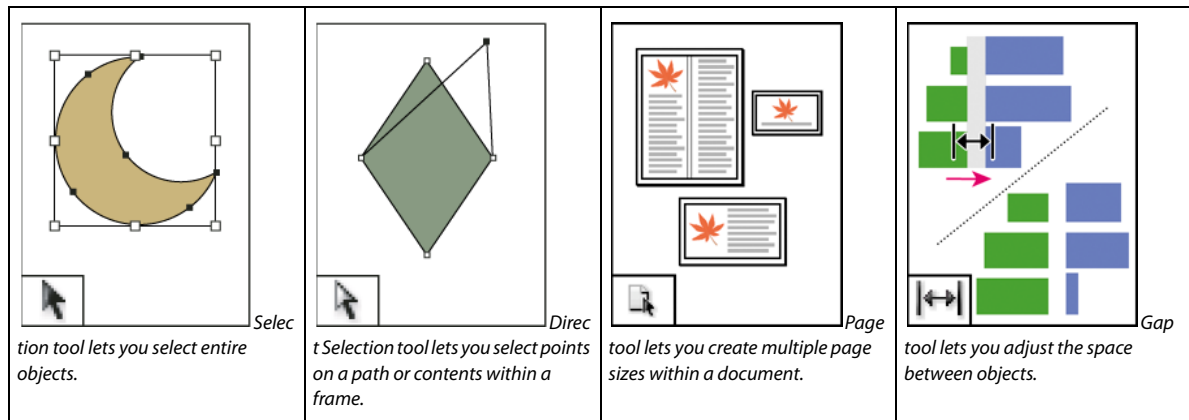 Selec
tion tool lets you select entire
objects.
Direc
t Selection tool lets you select points
on a path or contents within a
frame.
Page
tool lets you create multiple page
sizes within a document.
Gap
tool lets you adjust the space
between objects.